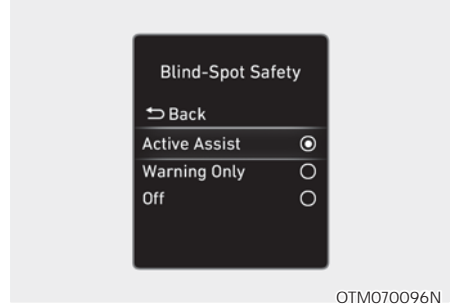 Blind-Spot Safety
Back
Active Assist
Warning Only
Off
OTM070096N